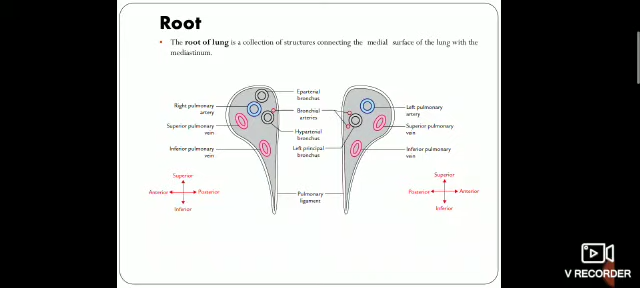 Root
The root of lung is a collection of structures connecting the medial surface of the lung with the
mediastinum.
Eparterial
bronchus
Right pulmonary
artery
Bronchial
arteries
Left pulmonary
artery
Superior pulmonary
vein
Hyparterial
bronchus
Superior pulmonary
vein
Inferior pulmonary
vein
Left principal
bronchus
Inferior pulmonary
vein
Superior
Anterior
Posterior
Inferior
Pulmonary
ligament
Superior
Posterior
Anterior
Inferior
V RECORDER